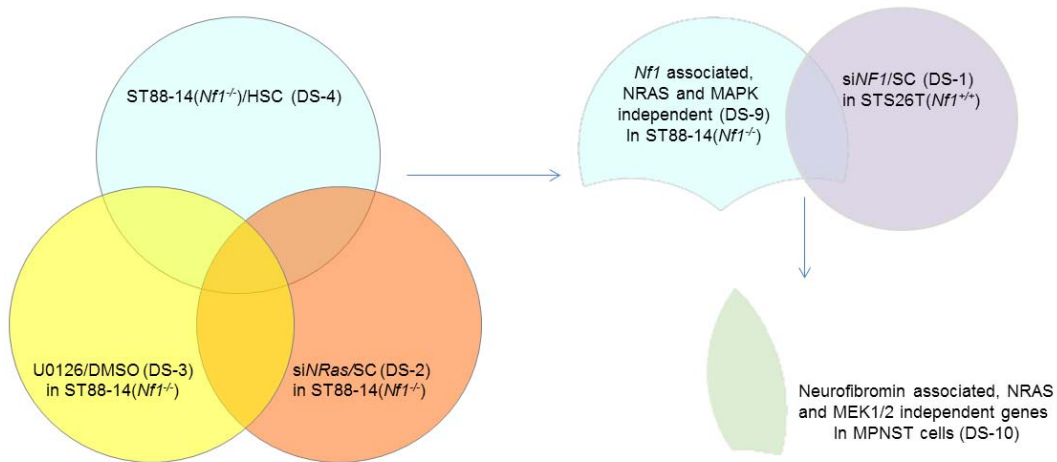 ST88-14(Nf1-/-)/HSC (DS-4)
U0126/DMSO (DS-3)
in ST88-14(Nf1-/-)
siNRas/SC (DS-2)
in ST88-14(Nf1-/-)
Nf1 associated,
NRAS and MAPK
independent (DS-9)
In ST88-14(Nf1-/-)
siNF1/SC (DS-1)
in STS26T(Nf1+/+)
Neurofibromin associated, NRAS
and MEK1/2 independent genes
In MPNST cells (DS-10)